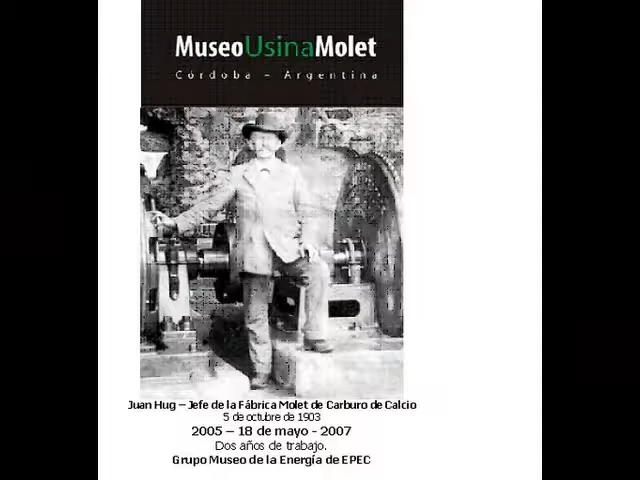 MuseoUsinaMolet
Córdoba - Argentina
Juan Hug – Jefe de la Fábrica Molet de Carburo de Calcio
5 de octubre de 1903
2005 – 18 de mayo - 2007
Dos años de trabajo.
Grupo Museo de la Energía de EPEC